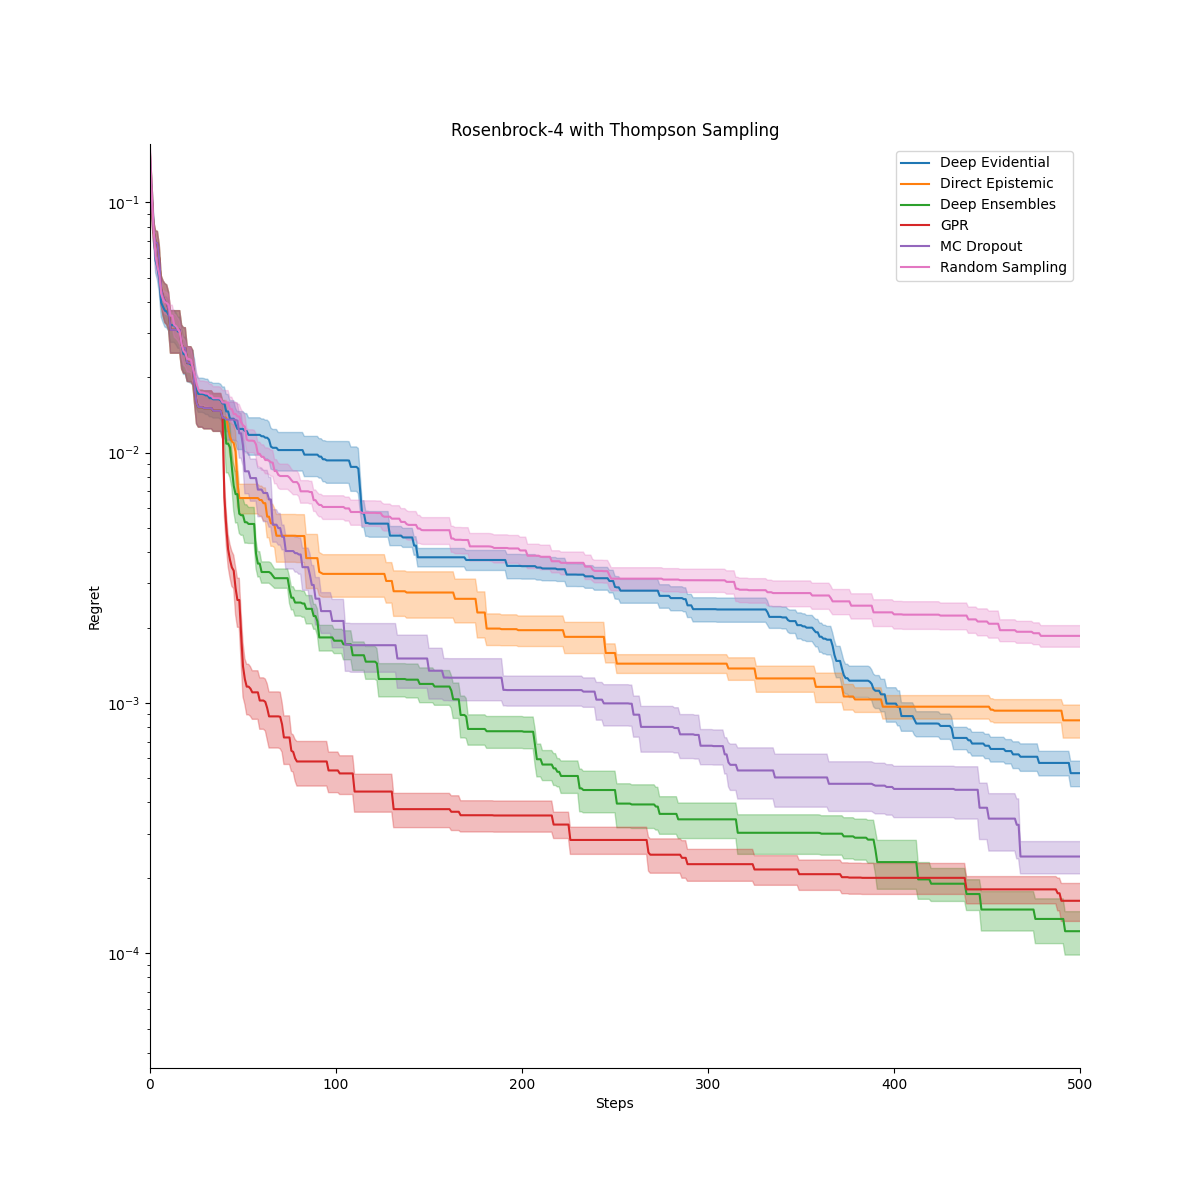 Rosenbrock-4 with Thompson Sampling
Deep Evidential
Direct Epistemic
Deep Ensembles
GPR
MC Dropout
Random Sampling
Regret
10⁻¹
10⁻²
10⁻³
10⁻⁴
0 100 200 300 400 500
Steps